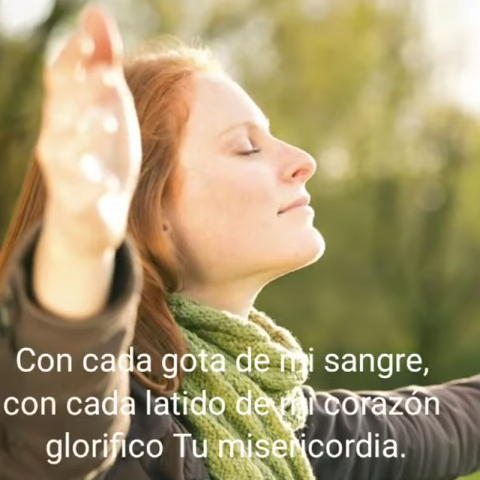 Con cada gota de mi sangre,
con cada latido de mi corazón
glorifico Tu misericordia.